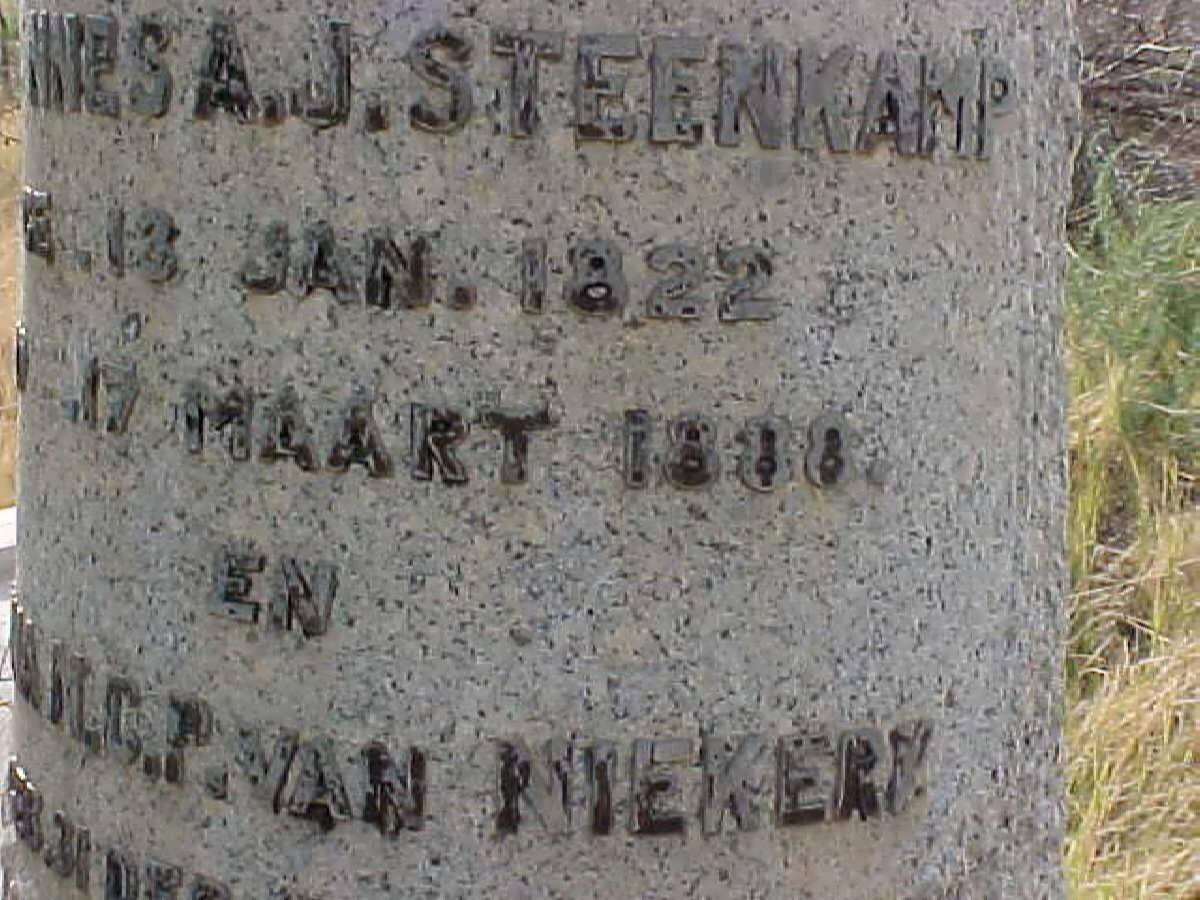 A.J. STEENKAMP
.13 JAN. 1822
.17 MAART 1888.
EN
C.P. VAN NIEKERK